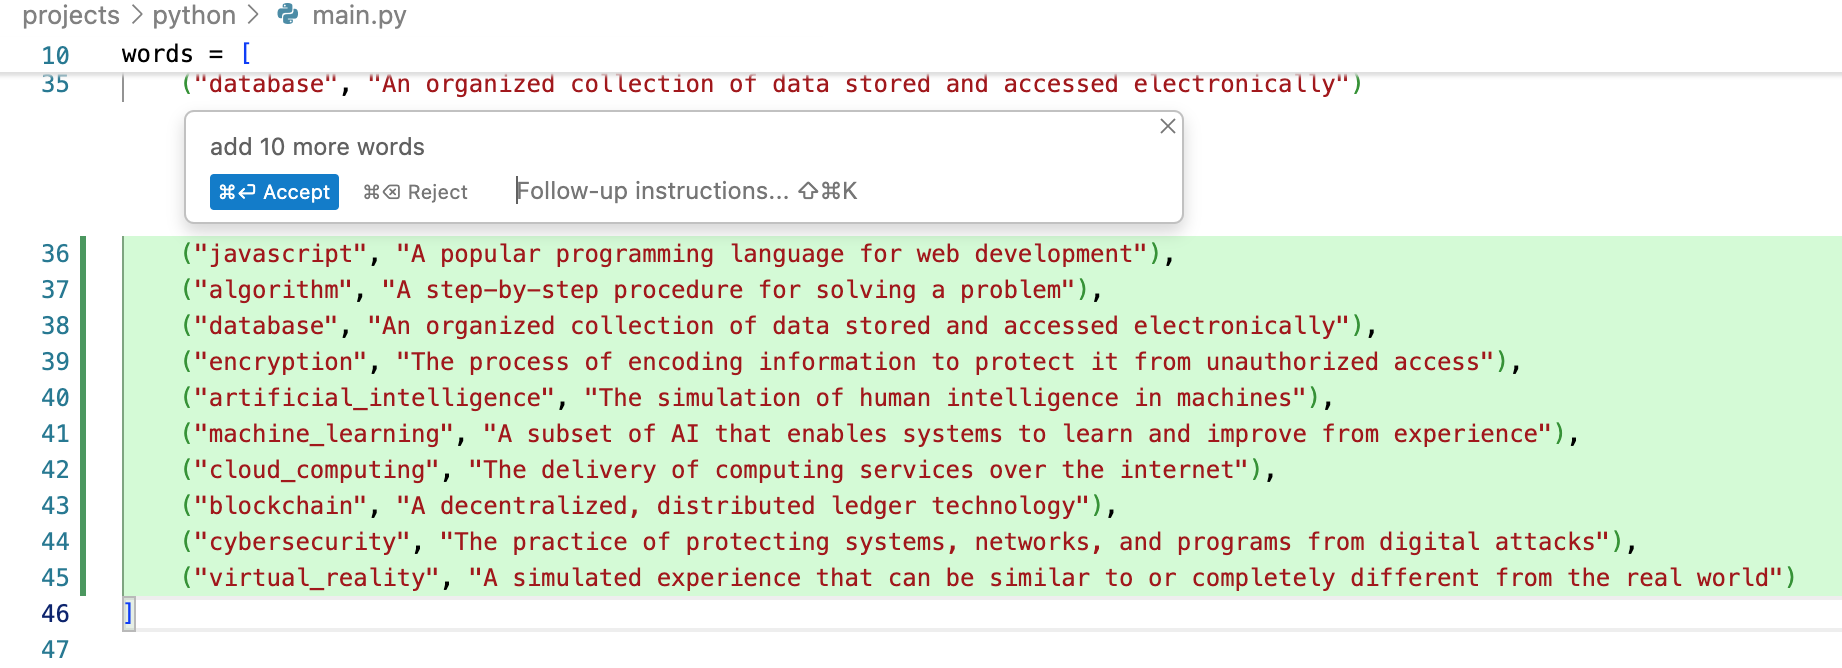 projects > python > main.py
10 words = [
35 ("database", "An organized collection of data stored and accessed electronically")
add 10 more words
⌘⏎ Accept ⌘⌫ Reject Follow-up instructions... ⇧⌘K
36 ("javascript", "A popular programming language for web development"),
37 ("algorithm", "A step-by-step procedure for solving a problem"),
38 ("database", "An organized collection of data stored and accessed electronically"),
39 ("encryption", "The process of encoding information to protect it from unauthorized access"),
40 ("artificial_intelligence", "The simulation of human intelligence in machines"),
41 ("machine_learning", "A subset of AI that enables systems to learn and improve from experience"),
42 ("cloud_computing", "The delivery of computing services over the internet"),
43 ("blockchain", "A decentralized, distributed ledger technology"),
44 ("cybersecurity", "The practice of protecting systems, networks, and programs from digital attacks"),
45 ("virtual_reality", "A simulated experience that can be similar to or completely different from the real world")
46 ]
47